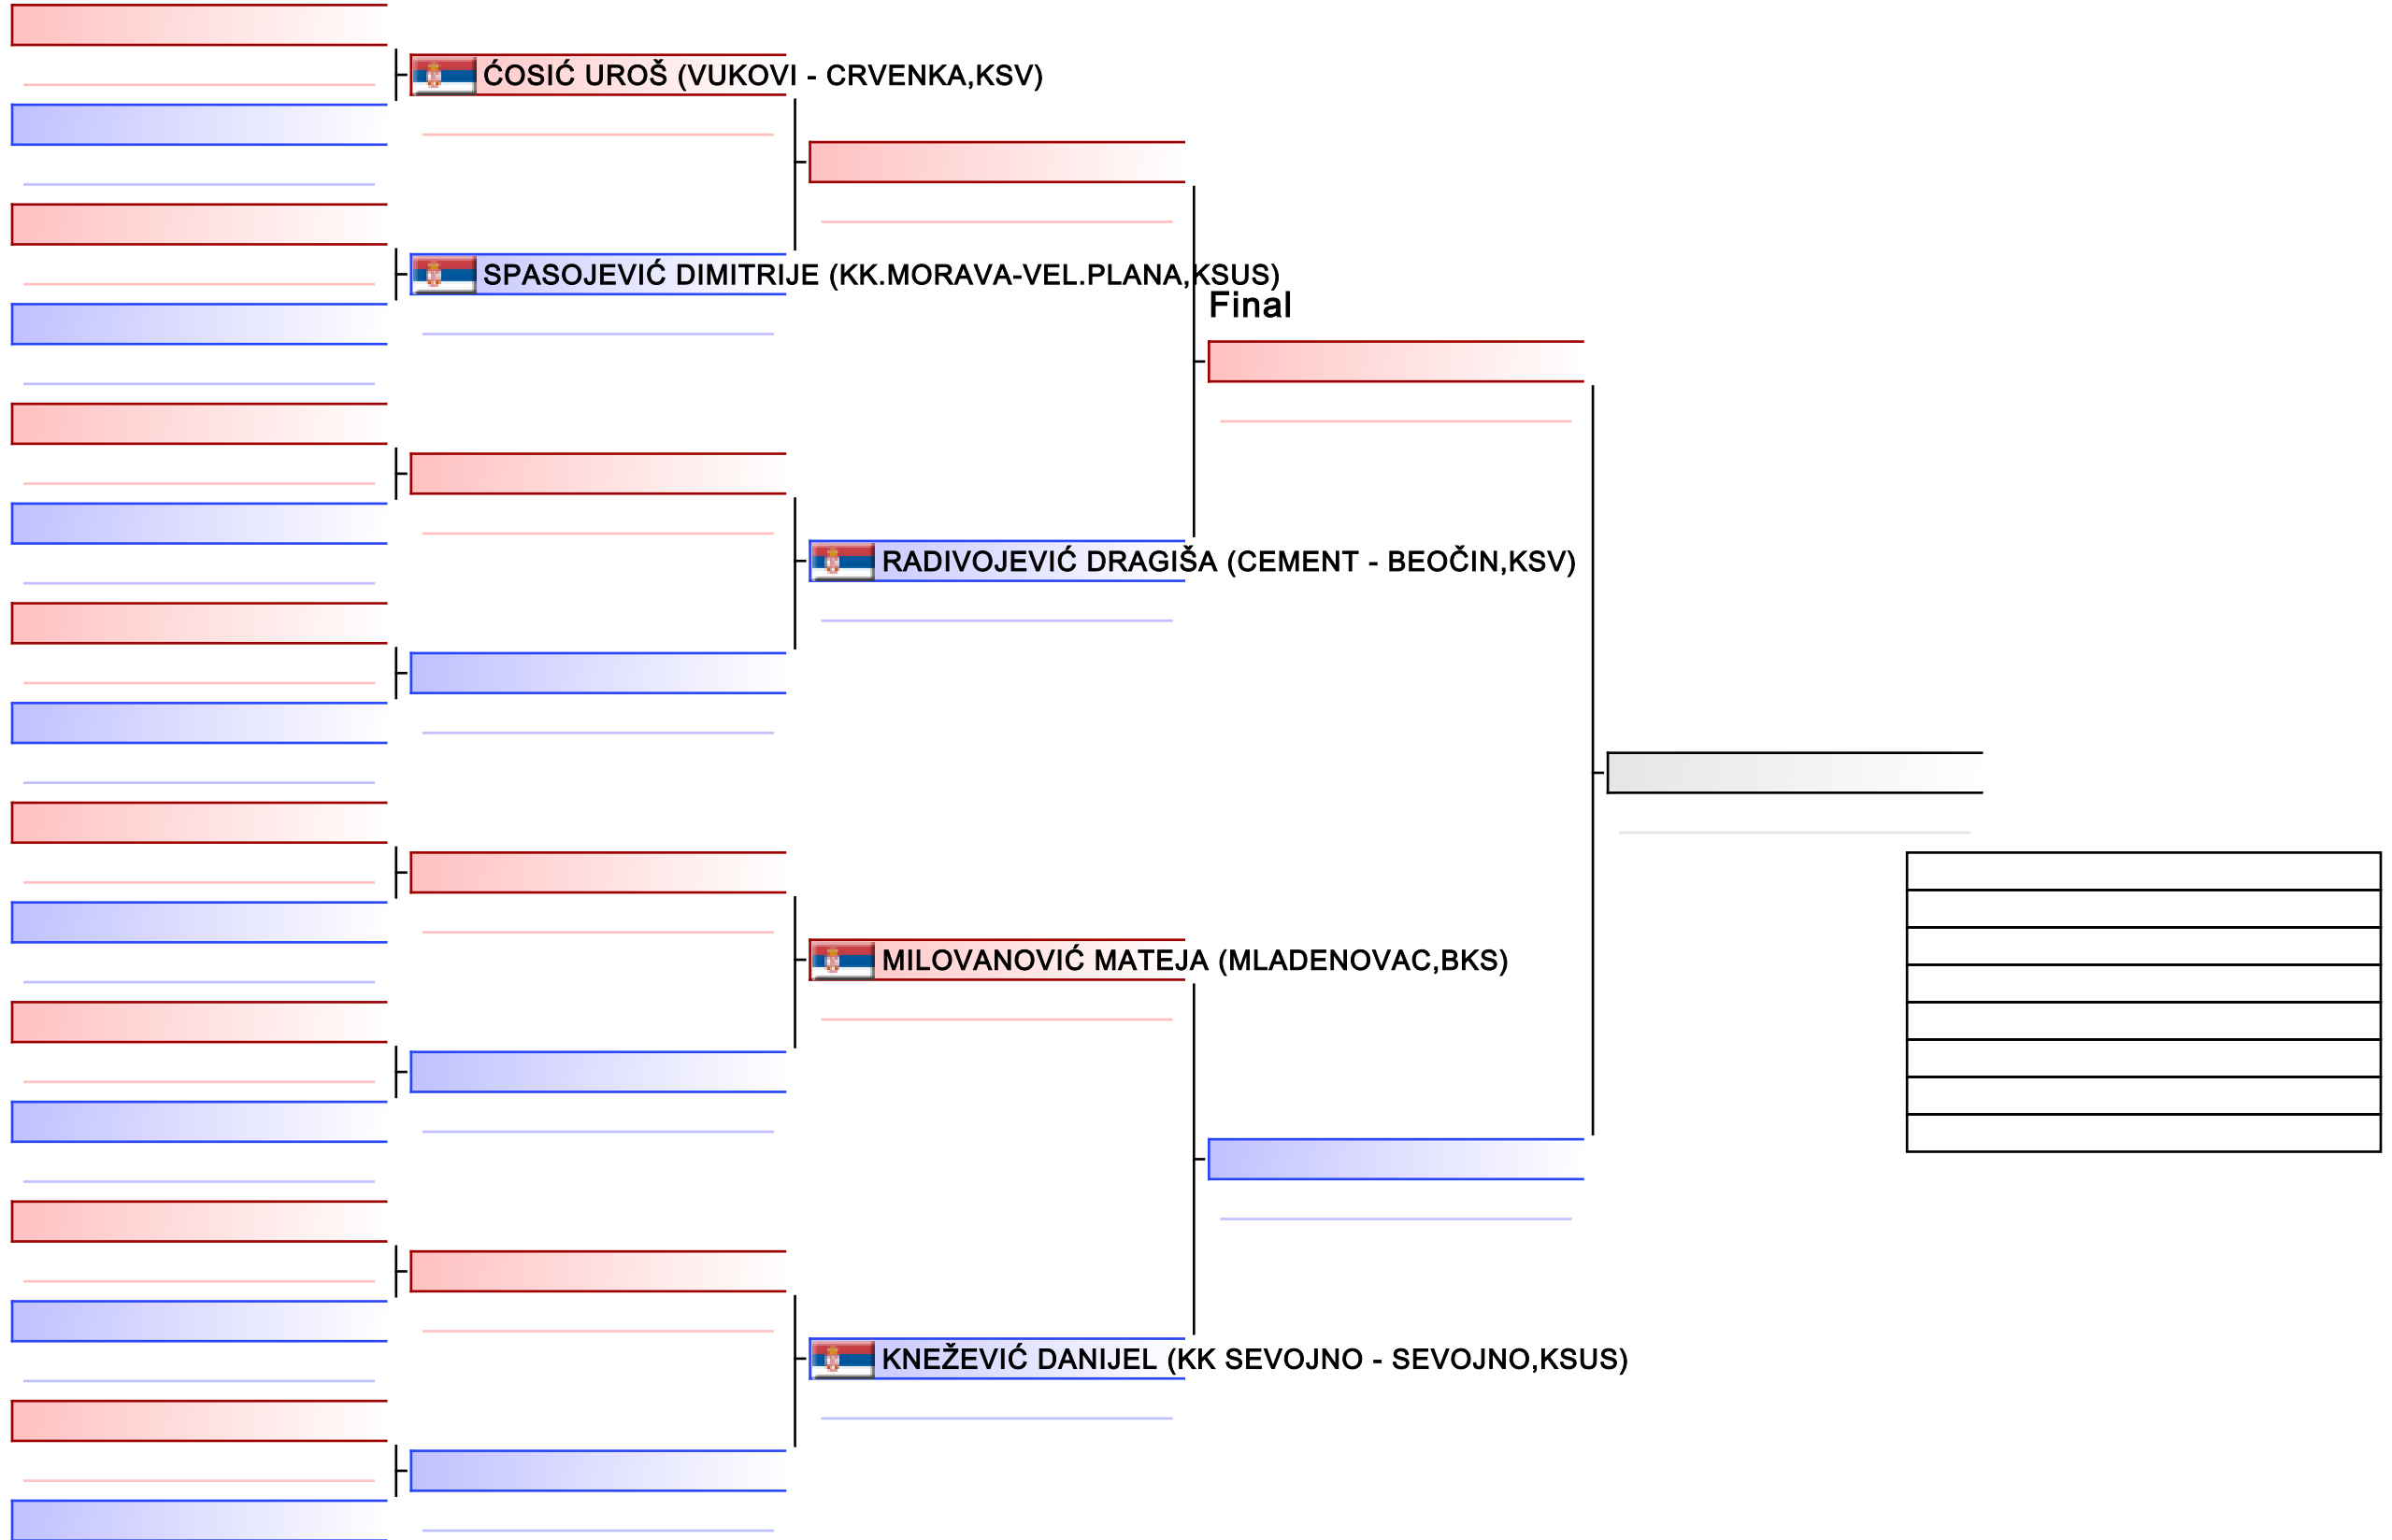 ĆOSIĆ UROŠ (VUKOVI - CRVENKA,KSV)
SPASOJEVIĆ DIMITRIJE (KK.MORAVA-VEL.PLANA,KSUS)
Final
RADIVOJEVIĆ DRAGIŠA (CEMENT - BEOČIN,KSV)
MILOVANOVIĆ MATEJA (MLADENOVAC,BKS)
KNEŽEVIĆ DANIJEL (KK SEVOJNO - SEVOJNO,KSUS)